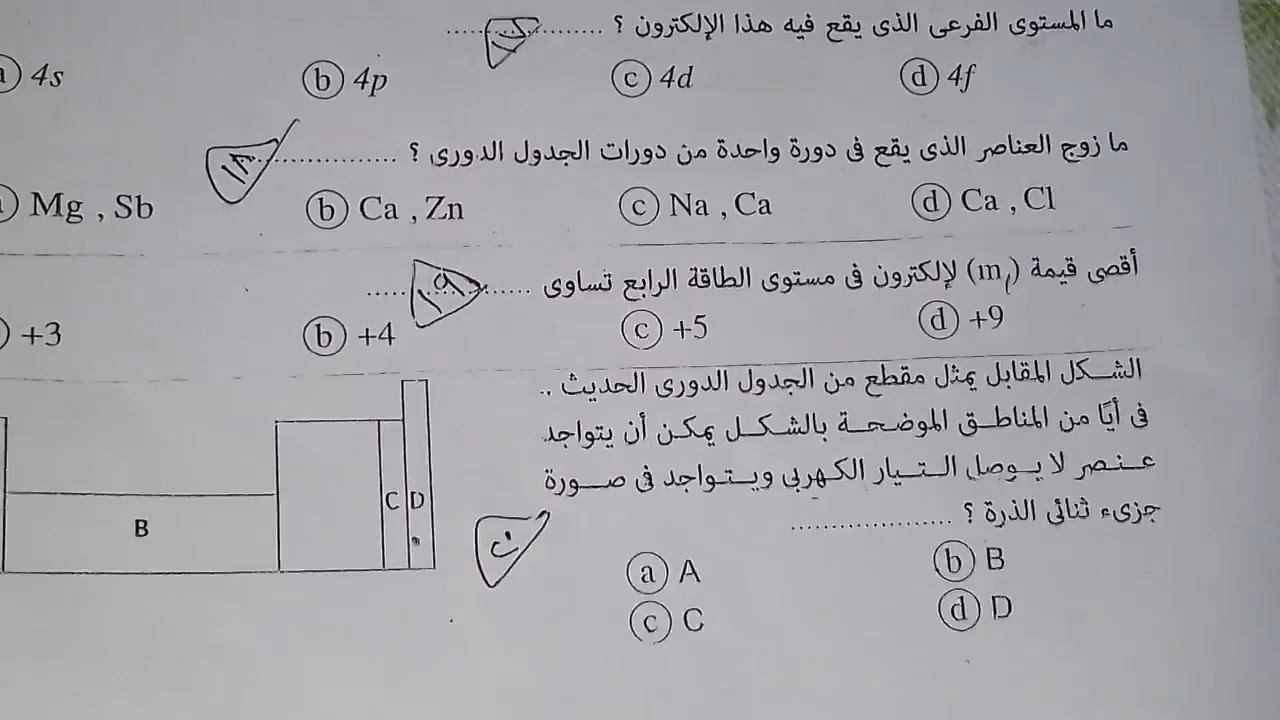 ما المستوى الفرعى الذى يقع فيه هذا الإلكترون ؟ ..................
a 4s b 4p c 4d d 4f
ما زوج العناصر الذى يقع فى دورة واحدة من دورات الجدول الدورى ؟ ..................
١٨
a Mg , Sb b Ca , Zn c Na , Ca d Ca , Cl
أقصى قيمة (mₗ) لإلكترون فى مستوى الطاقة الرابع تساوى ..................
١٩
+3 b +4 c +5 d +9
الشكل المقابل يمثل مقطع من الجدول الدورى الحديث ..
فى أيًا من المناطق الموضحة بالشكل يمكن أن يتواجد
عنصر لا يوصل التيار الكهربى ويتواجد فى صورة
جزىء ثنائى الذرة ؟ ..................
a A b B
c C d D
B C D